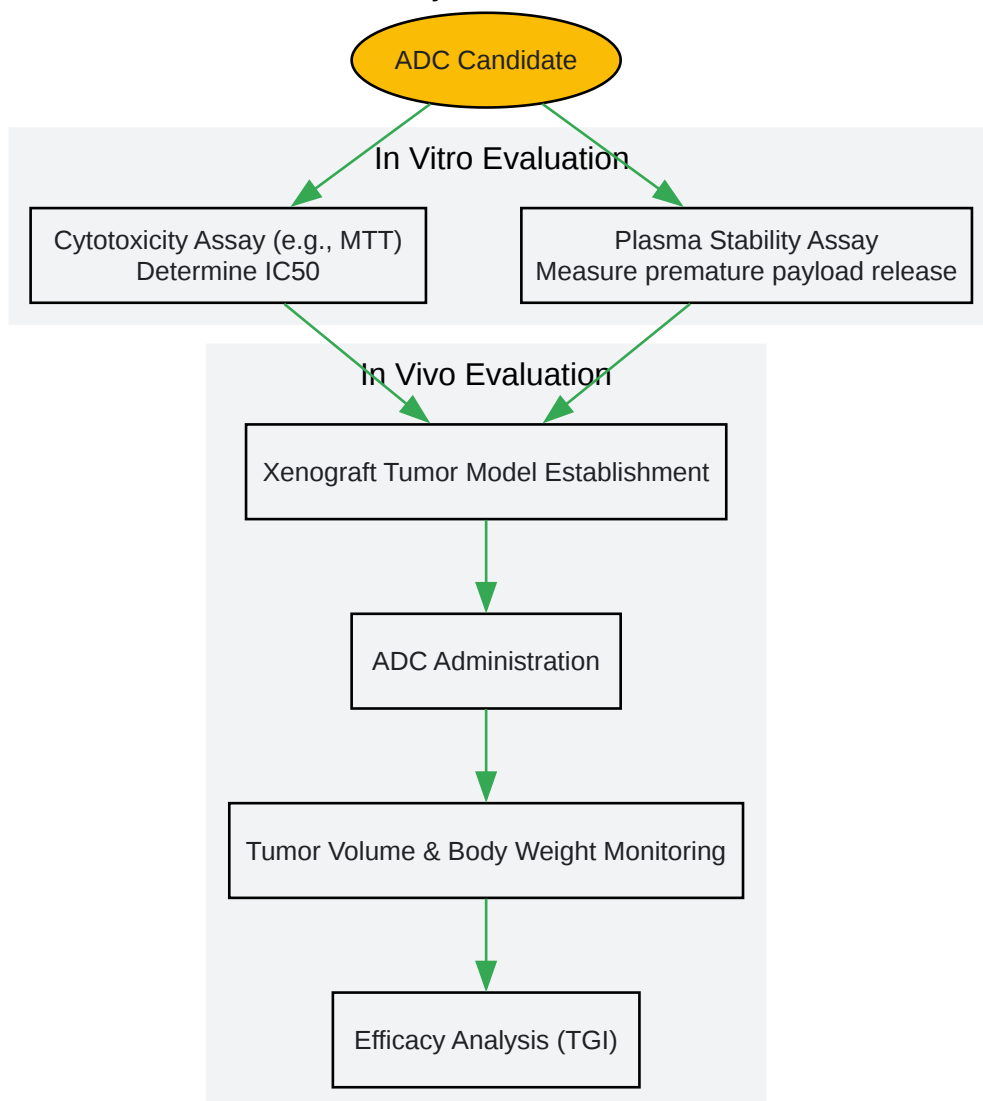 ADC Candidate
In Vitro Evaluation
Cytotoxicity Assay (e.g., MTT)
Determine IC50
Plasma Stability Assay
Measure premature payload release
In Vivo Evaluation
Xenograft Tumor Model Establishment
ADC Administration
Tumor Volume & Body Weight Monitoring
Efficacy Analysis (TGI)